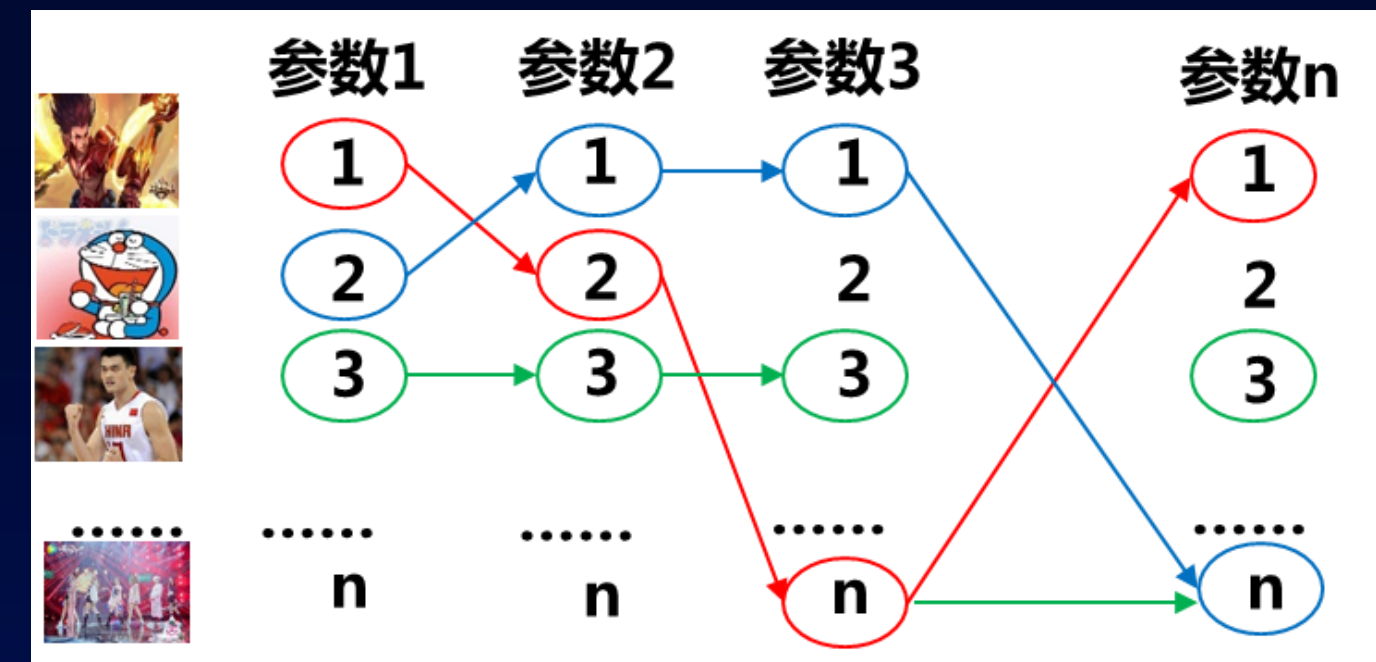 参数1 参数2 参数3 参数n
1 1 1 1
2 2 2 2
3 3 3 3
...... ...... ...... ...... ......
n n n n